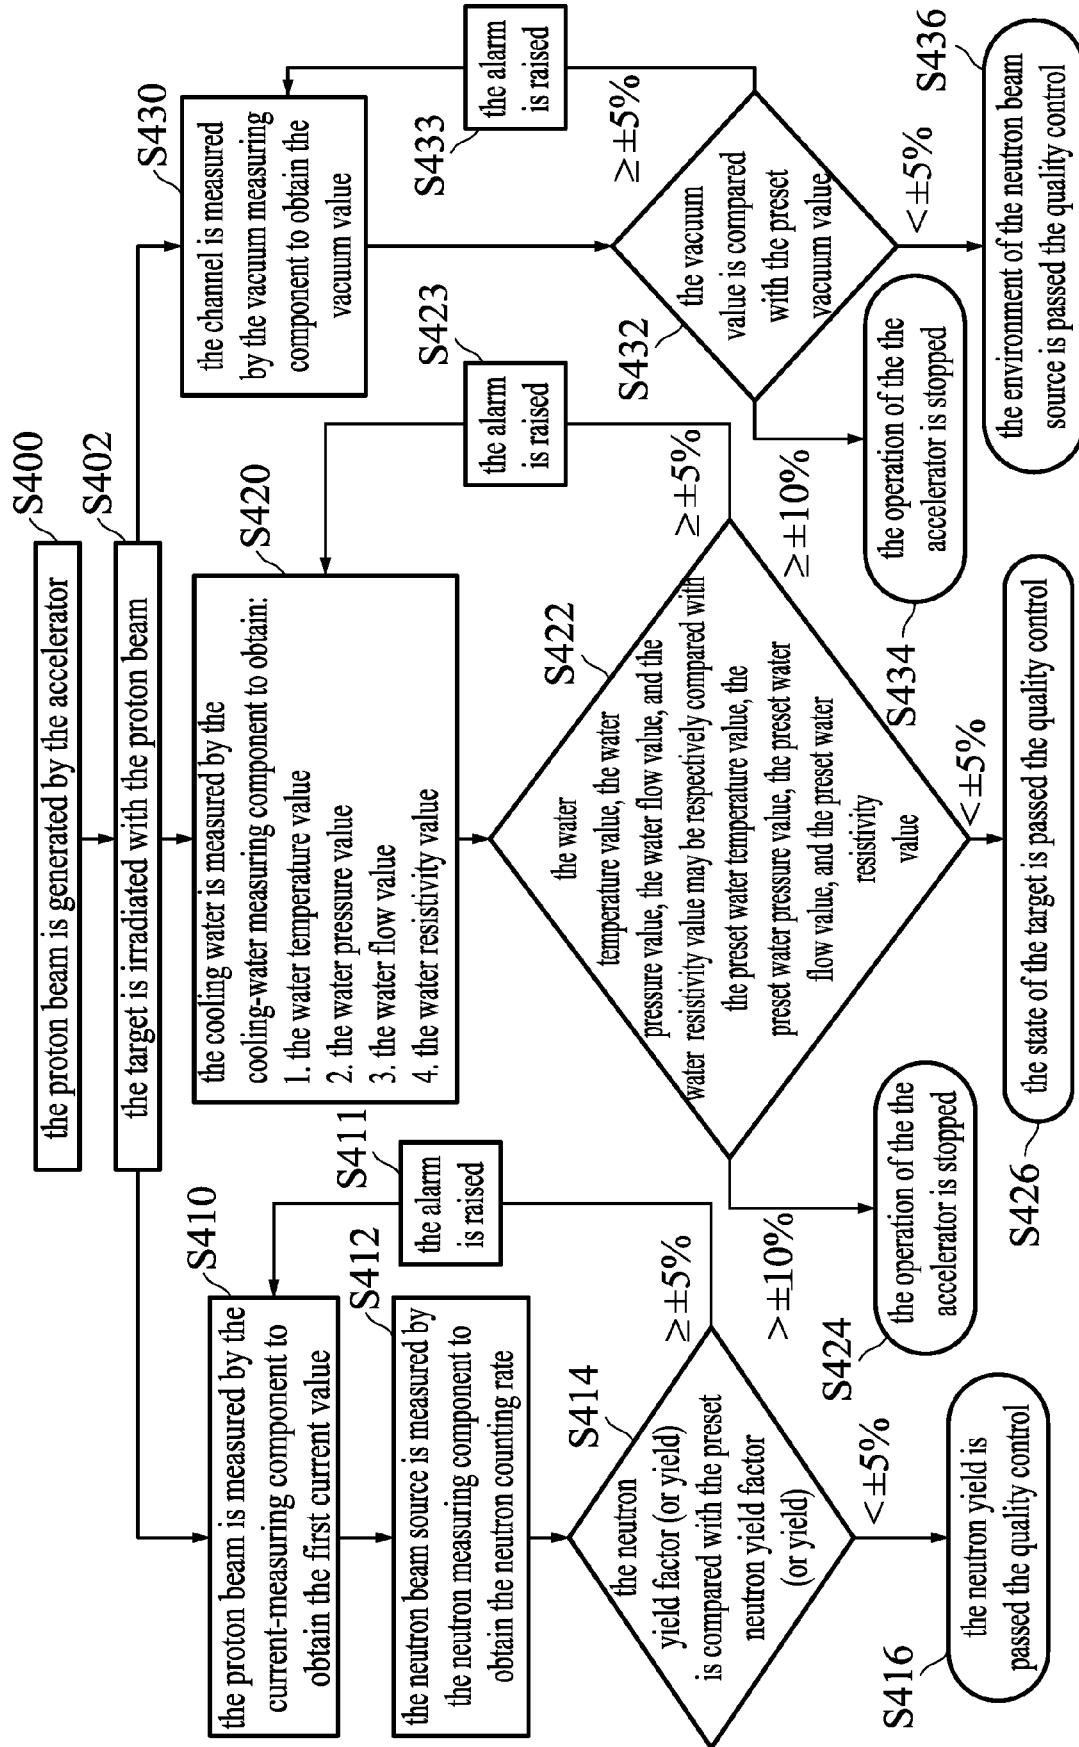 S400
the proton beam is generated by the accelerator
S402
the target is irradiated with the proton beam
S410
the proton beam is measured by the
current-measuring component to
obtain the first current value
S411
the alarm
is raised
S412
the neutron beam source is measured by
the neutron measuring component to
obtain the neutron counting rate
S414
the neutron
yield factor (or yield)
is compared with the preset
neutron yield factor
(or yield)
≥±5%
<±5%
S416
the neutron yield is
passed the quality control
S420
the cooling water is measured by the
cooling-water measuring component to obtain:
1. the water temperature value
2. the water pressure value
3. the water flow value
4. the water resistivity value
S423
the alarm
is raised
S422
the water
temperature value, the water
pressure value, the water flow value, and the
water resistivity value may be respectively compared with
the preset water temperature value, the
preset water pressure value, the preset water
flow value, and the preset water
resistivity
value
≥±5%
>±10%
<±5%
S424
the operation of the the
accelerator is stopped
S426
the state of the target is passed the quality control
S430
the channel is measured
by the vacuum measuring
component to obtain the
vacuum value
S433
the alarm
is raised
S432
the vacuum
value is compared
with the preset
vacuum value
≥±5%
≥±10%
<±5%
S434
the operation of the the
accelerator is stopped
S436
the environment of the neutron beam
source is passed the quality control